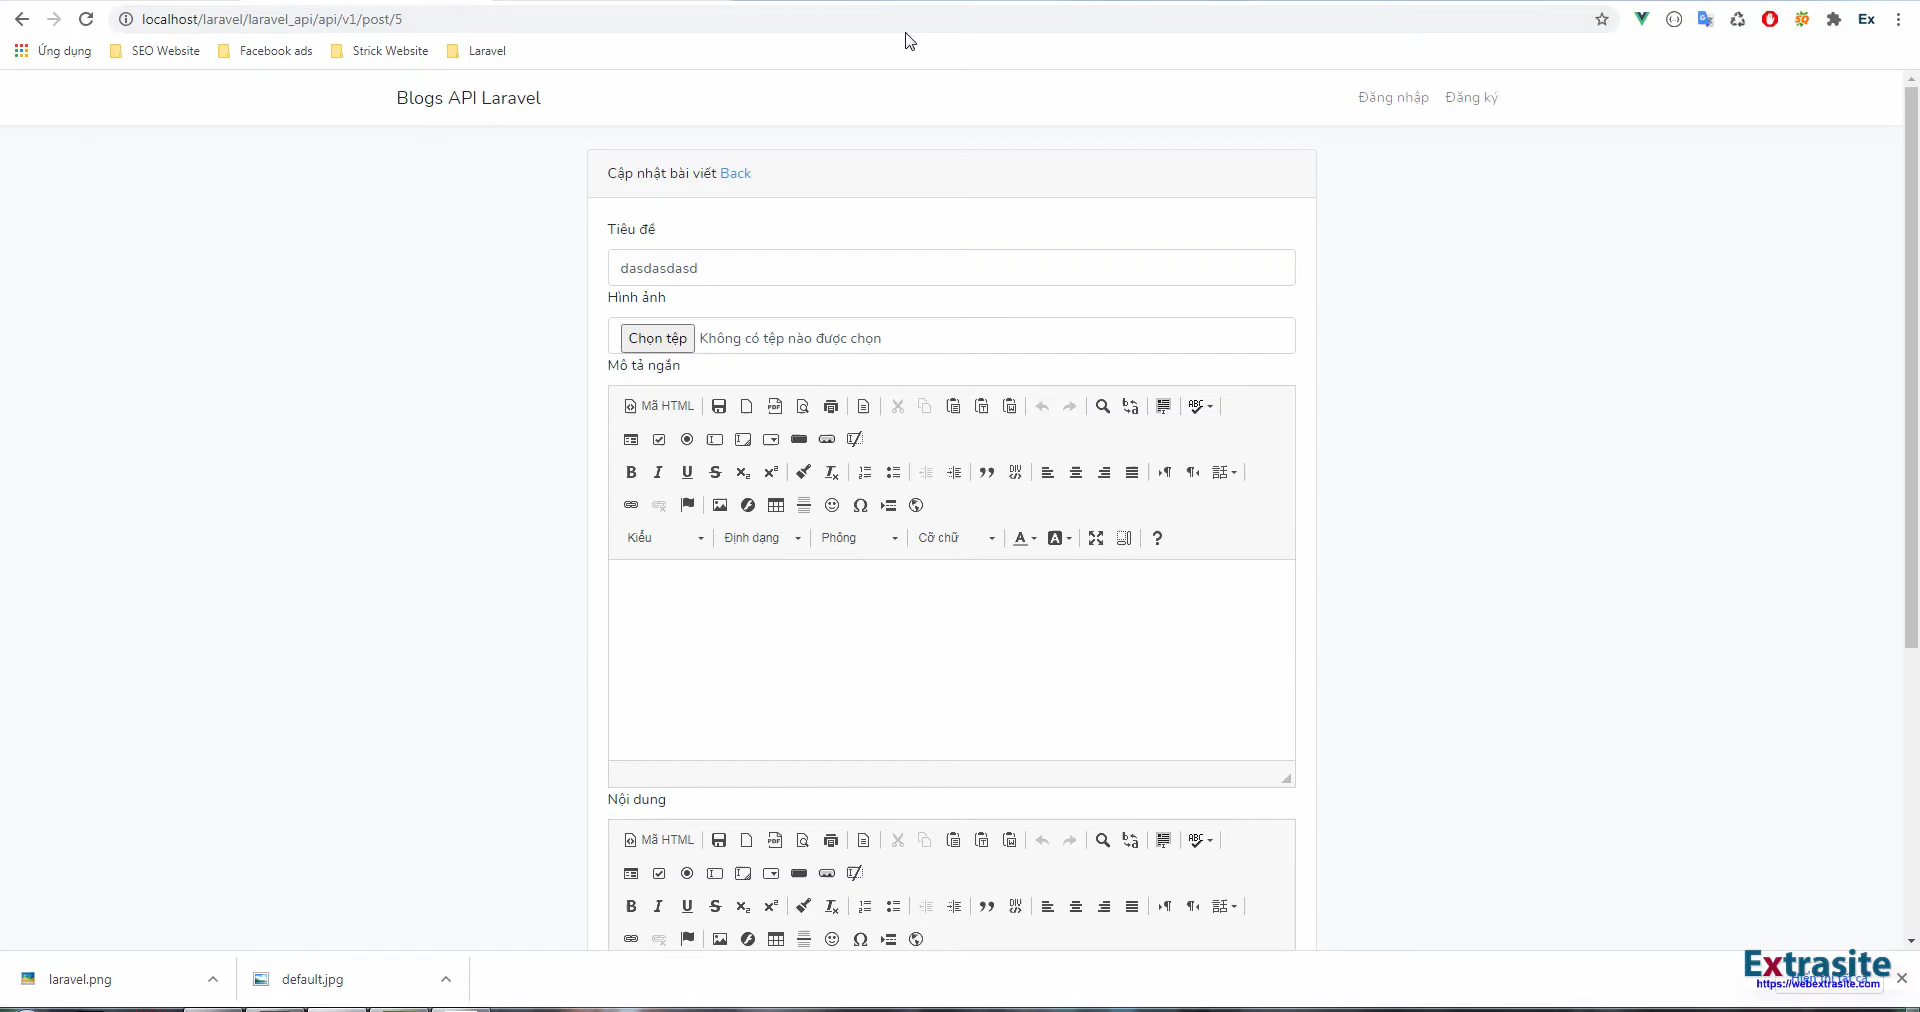 localhost/laravel/laravel_api/api/v1/post/5
Ex
Ứng dụng SEO Website Facebook ads Strick Website Laravel
Blogs API Laravel Đăng nhập Đăng ký
Cập nhật bài viết Back
Tiêu đề
dasdasdasd
Hình ảnh
Chọn tệp Không có tệp nào được chọn
Mô tả ngắn
Mã HTML
Kiểu Định dạng Phông Cỡ chữ
Nội dung
Mã HTML
laravel.png default.jpg
Extrasite
https://webextrasite.com